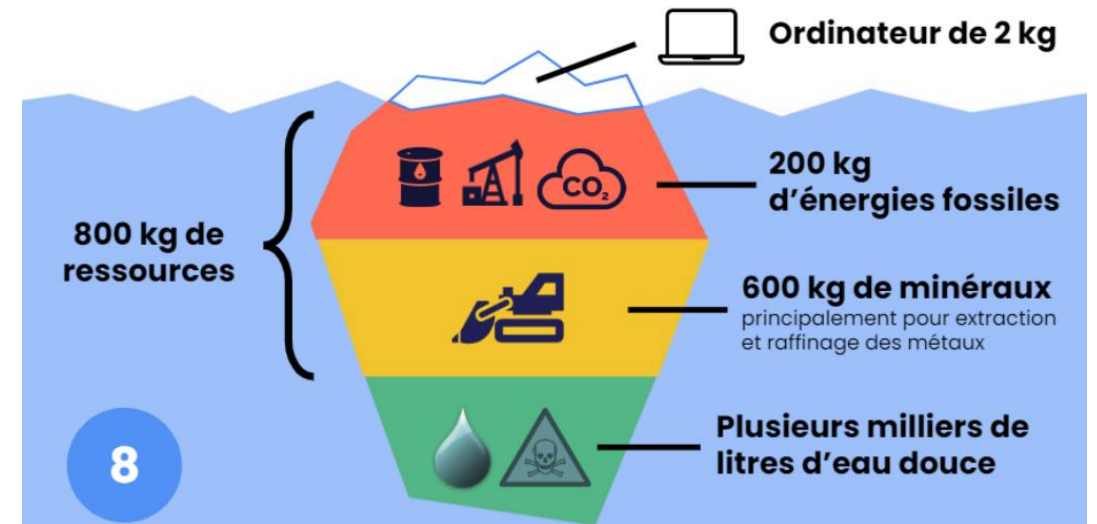 Ordinateur de 2 kg
CO₂
200 kg
d’énergies fossiles
800 kg de
ressources
600 kg de minéraux
principalement pour extraction
et raffinage des métaux
Plusieurs milliers de
litres d’eau douce
8